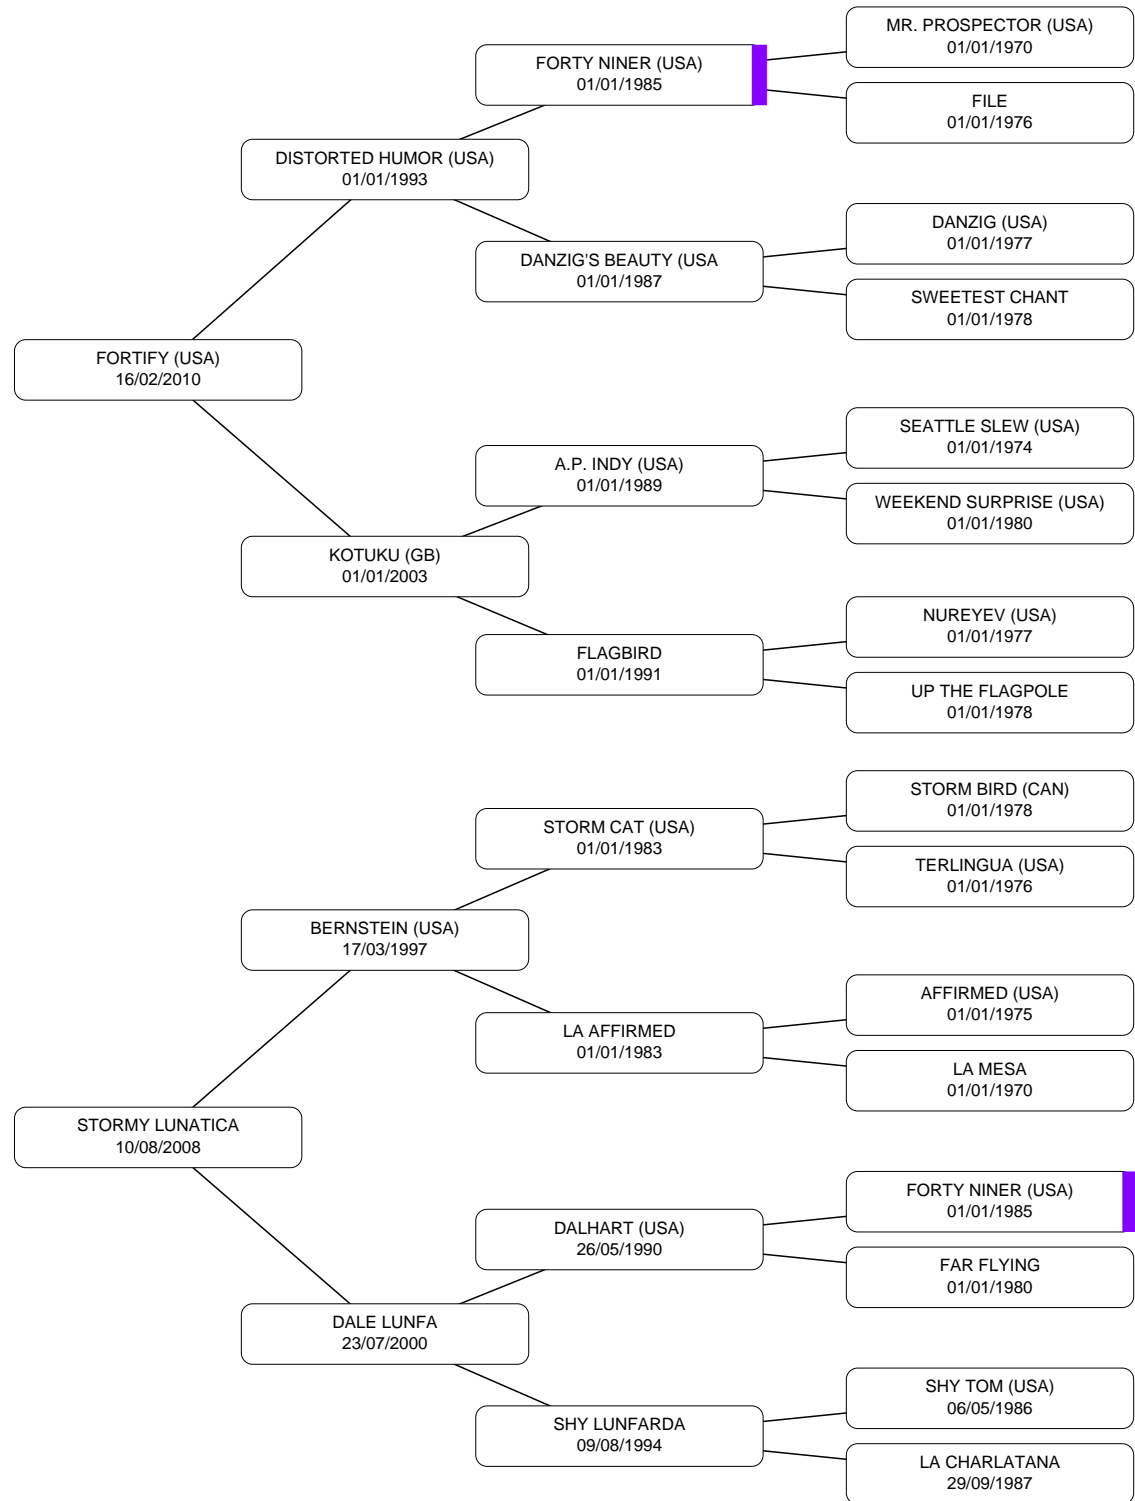 MR. PROSPECTOR (USA)
01/01/1970
FORTY NINER (USA)
01/01/1985
FILE
01/01/1976
DISTORTED HUMOR (USA)
01/01/1993
DANZIG (USA)
01/01/1977
DANZIG'S BEAUTY (USA
01/01/1987
SWEETEST CHANT
01/01/1978
FORTIFY (USA)
16/02/2010
SEATTLE SLEW (USA)
01/01/1974
A.P. INDY (USA)
01/01/1989
WEEKEND SURPRISE (USA)
01/01/1980
KOTUKU (GB)
01/01/2003
NUREYEV (USA)
01/01/1977
FLAGBIRD
01/01/1991
UP THE FLAGPOLE
01/01/1978
STORM BIRD (CAN)
01/01/1978
STORM CAT (USA)
01/01/1983
TERLINGUA (USA)
01/01/1976
BERNSTEIN (USA)
17/03/1997
AFFIRMED (USA)
01/01/1975
LA AFFIRMED
01/01/1983
LA MESA
01/01/1970
STORMY LUNATICA
10/08/2008
FORTY NINER (USA)
01/01/1985
DALHART (USA)
26/05/1990
FAR FLYING
01/01/1980
DALE LUNFA
23/07/2000
SHY TOM (USA)
06/05/1986
SHY LUNFARDA
09/08/1994
LA CHARLATANA
29/09/1987